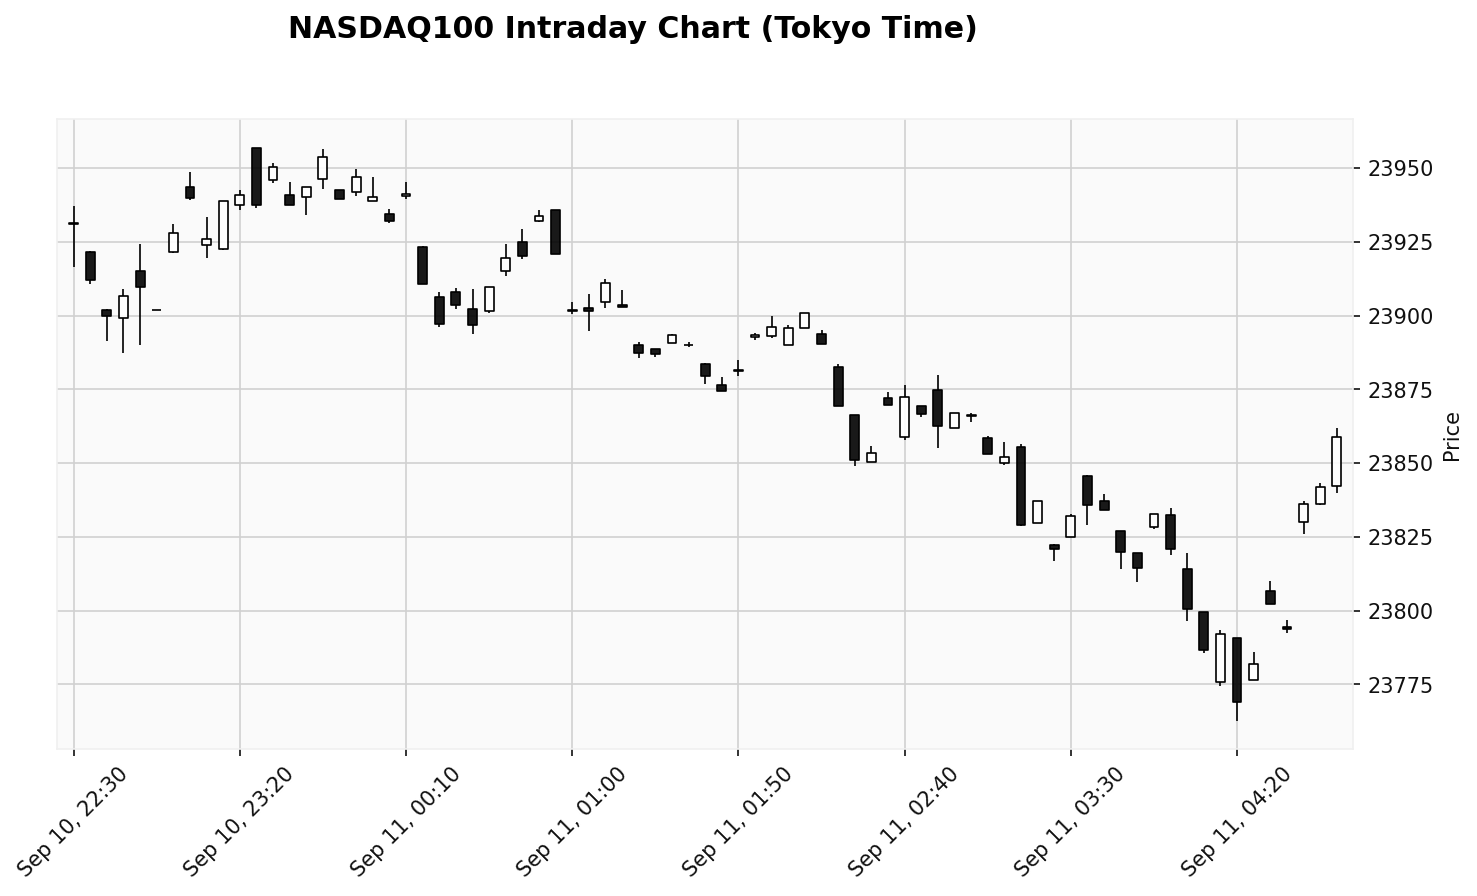 NASDAQ100 Intraday Chart (Tokyo Time)
23950
23925
23900
23875
23850
23825
23800
23775
Price
Sep 10, 22:30
Sep 10, 23:20
Sep 11, 00:10
Sep 11, 01:00
Sep 11, 01:50
Sep 11, 02:40
Sep 11, 03:30
Sep 11, 04:20